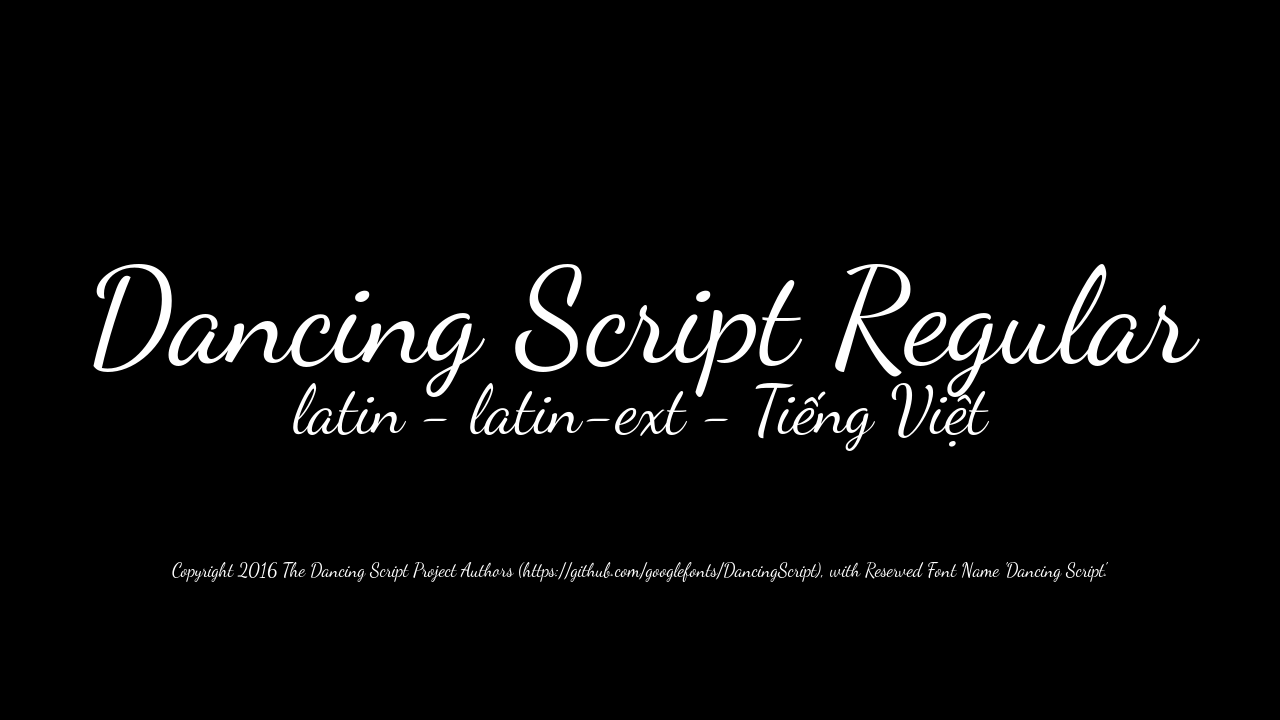 Dancing Script Regular
latin - latin-ext - Tiếng Việt
Copyright 2016 The Dancing Script Project Authors (https://github.com/googlefonts/DancingScript), with Reserved Font Name 'Dancing Script'.